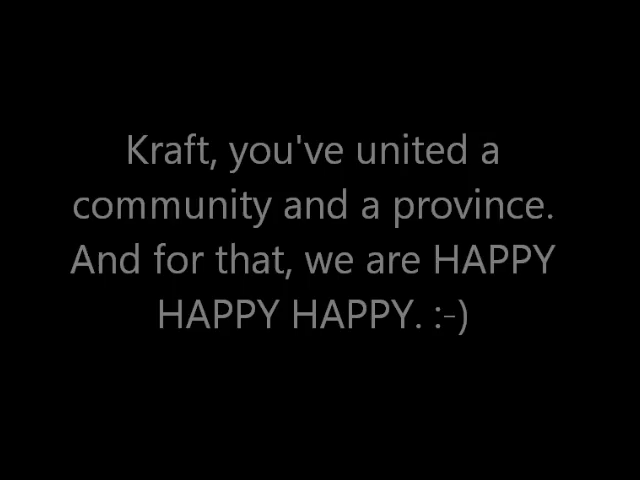 Kraft, you've united a
community and a province.
And for that, we are HAPPY
HAPPY HAPPY. :-)